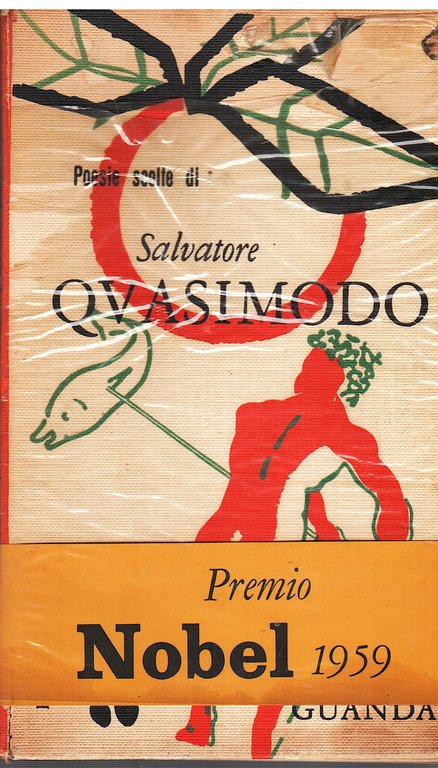 Poesie scelte di
Salvatore
QVASIMODO
Premio
Nobel 1959
GUANDA